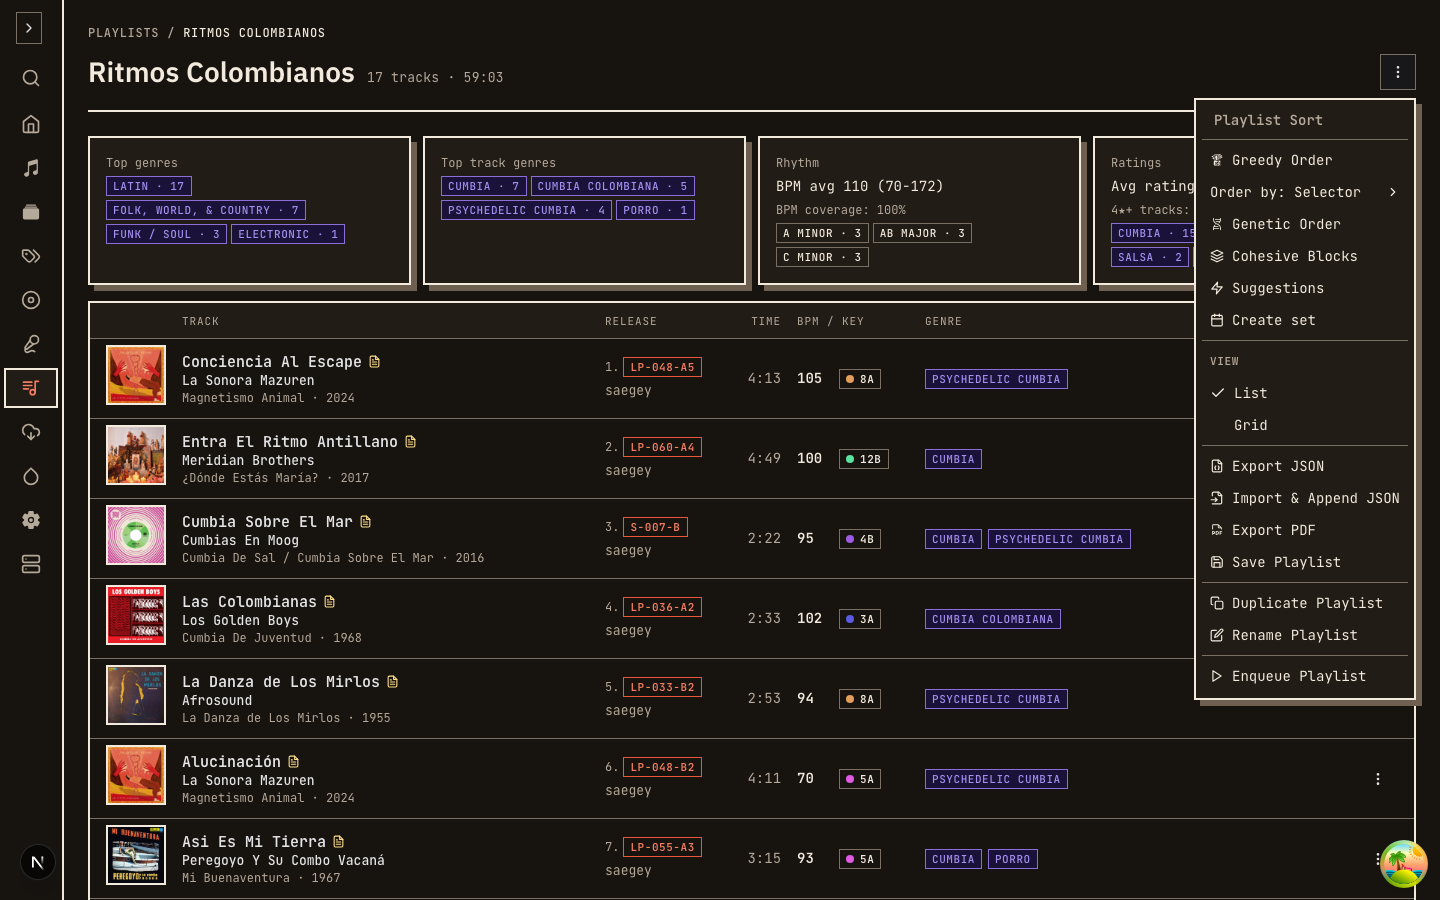 PLAYLISTS / RITMOS COLOMBIANOS
Ritmos Colombianos 17 tracks · 59:03
Top genres
LATIN · 17
FOLK, WORLD, & COUNTRY · 7
FUNK / SOUL · 3 ELECTRONIC · 1
Top track genres
CUMBIA · 7 CUMBIA COLOMBIANA · 5
PSYCHEDELIC CUMBIA · 4 PORRO · 1
Rhythm
BPM avg 110 (70-172)
BPM coverage: 100%
A MINOR · 3 AB MAJOR · 3
C MINOR · 3
Ratings
Avg rating
4★+ tracks:
CUMBIA · 15
SALSA · 2
Playlist Sort
Greedy Order
Order by: Selector
Genetic Order
Cohesive Blocks
Suggestions
Create set
VIEW
List
Grid
Export JSON
Import & Append JSON
Export PDF
Save Playlist
Duplicate Playlist
Rename Playlist
Enqueue Playlist
TRACK RELEASE TIME BPM / KEY GENRE
Conciencia Al Escape
La Sonora Mazuren
Magnetismo Animal · 2024
1. LP-048-A5
saegey
4:13 105 8A PSYCHEDELIC CUMBIA
Entra El Ritmo Antillano
Meridian Brothers
¿Dónde Estás María? · 2017
2. LP-060-A4
saegey
4:49 100 12B CUMBIA
Cumbia Sobre El Mar
Cumbias En Moog
Cumbia De Sal / Cumbia Sobre El Mar · 2016
3. S-007-B
saegey
2:22 95 4B CUMBIA PSYCHEDELIC CUMBIA
LOS GOLDEN BOYS
Las Colombianas
Los Golden Boys
Cumbia De Juventud · 1968
4. LP-036-A2
saegey
2:33 102 3A CUMBIA COLOMBIANA
La Danza de Los Mirlos
Afrosound
La Danza de Los Mirlos · 1955
5. LP-033-B2
saegey
2:53 94 8A PSYCHEDELIC CUMBIA
Alucinación
La Sonora Mazuren
Magnetismo Animal · 2024
6. LP-048-B2
saegey
4:11 70 5A PSYCHEDELIC CUMBIA
MI BUENAVENTURA
Asi Es Mi Tierra
Peregoyo Y Su Combo Vacaná
Mi Buenaventura · 1967
7. LP-055-A3
saegey
3:15 93 5A CUMBIA PORRO
N